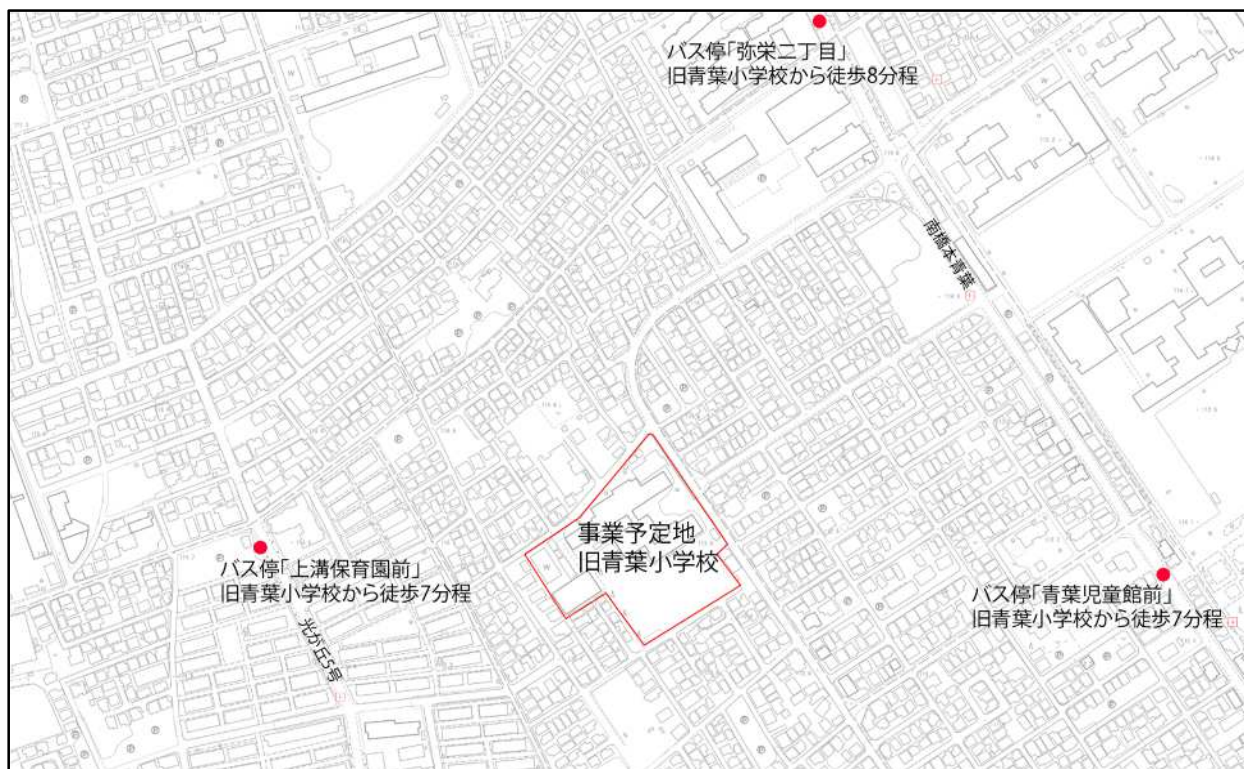 バス停「弥栄二丁目」
旧青葉小学校から徒歩8分程
南橋本青葉
事業予定地
旧青葉小学校
バス停「上溝保育園前」
旧青葉小学校から徒歩7分程
バス停「青葉児童館前」
旧青葉小学校から徒歩7分程
光が丘5号